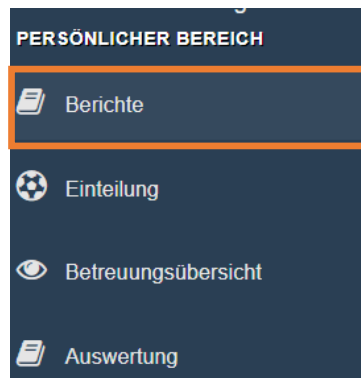 PERSÖNLICHER BEREICH
Berichte
Einteilung
Betreuungsübersicht
Auswertung